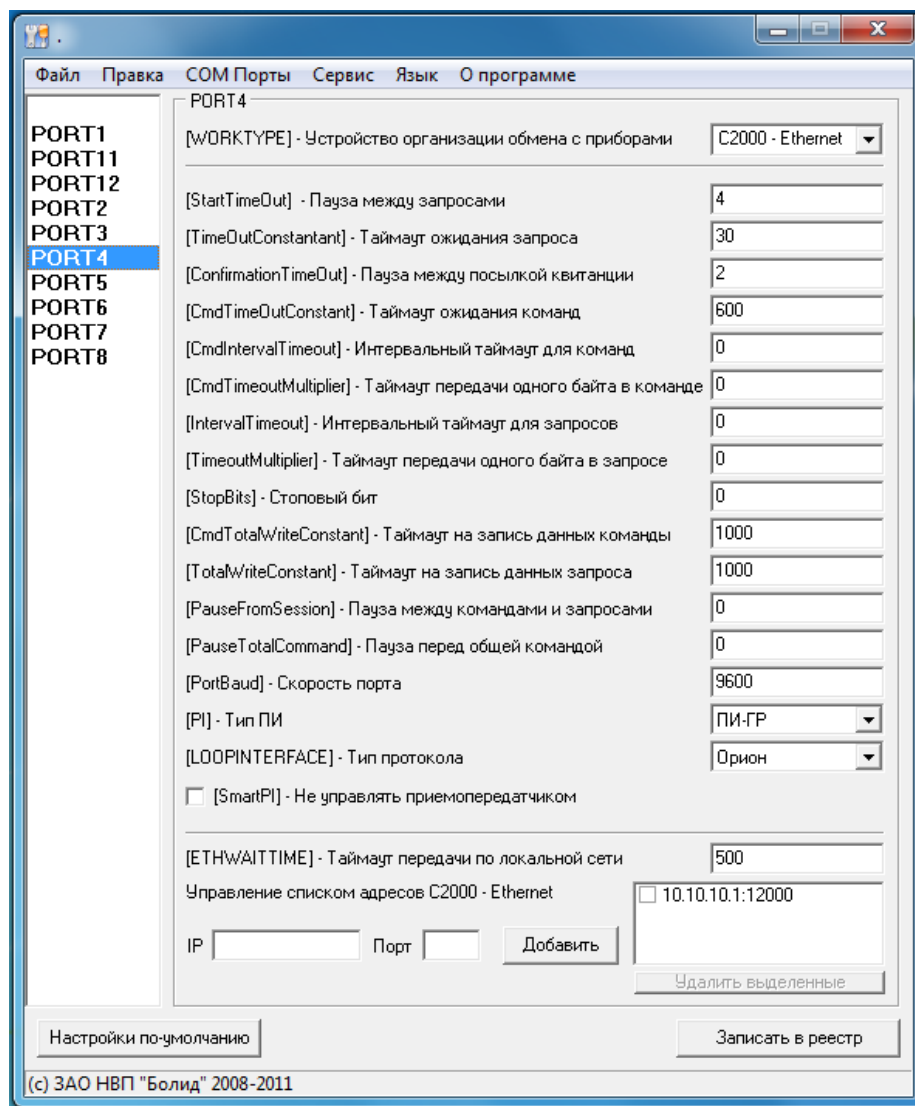 .
Файл Правка COM Порты Сервис Язык О программе
PORT1
PORT11
PORT12
PORT2
PORT3
PORT4
PORT5
PORT6
PORT7
PORT8
PORT4
[WORKTYPE] - Устройство организации обмена с приборами C2000 - Ethernet
[StartTimeOut] - Пауза между запросами 4
[TimeOutConstantant] - Таймаут ожидания запроса 30
[ConfirmationTimeOut] - Пауза между посылкой квитанции 2
[CmdTimeOutConstant] - Таймаут ожидания команд 600
[CmdIntervalTimeout] - Интервальный таймаут для команд 0
[CmdTimeoutMultiplier] - Таймаут передачи одного байта в команде 0
[IntervalTimeout] - Интервальный таймаут для запросов 0
[TimeoutMultiplier] - Таймаут передачи одного байта в запросе 0
[StopBits] - Стоповый бит 0
[CmdTotalWriteConstant] - Таймаут на запись данных команды 1000
[TotalWriteConstant] - Таймаут на запись данных запроса 1000
[PauseFromSession] - Пауза между командами и запросами 0
[PauseTotalCommand] - Пауза перед общей командой 0
[PortBaud] - Скорость порта 9600
[PI] - Тип ПИ ПИ-ГР
[LOOPINTERFACE] - Тип протокола Орион
[SmartPI] - Не управлять приемопередатчиком
[ETHWAITTIME] - Таймаут передачи по локальной сети 500
Управление списком адресов C2000 - Ethernet 10.10.10.1:12000
IP Порт Добавить
Удалить выделенные
Настройки по-умолчанию Записать в реестр
(c) ЗАО НВП "Болид" 2008-2011